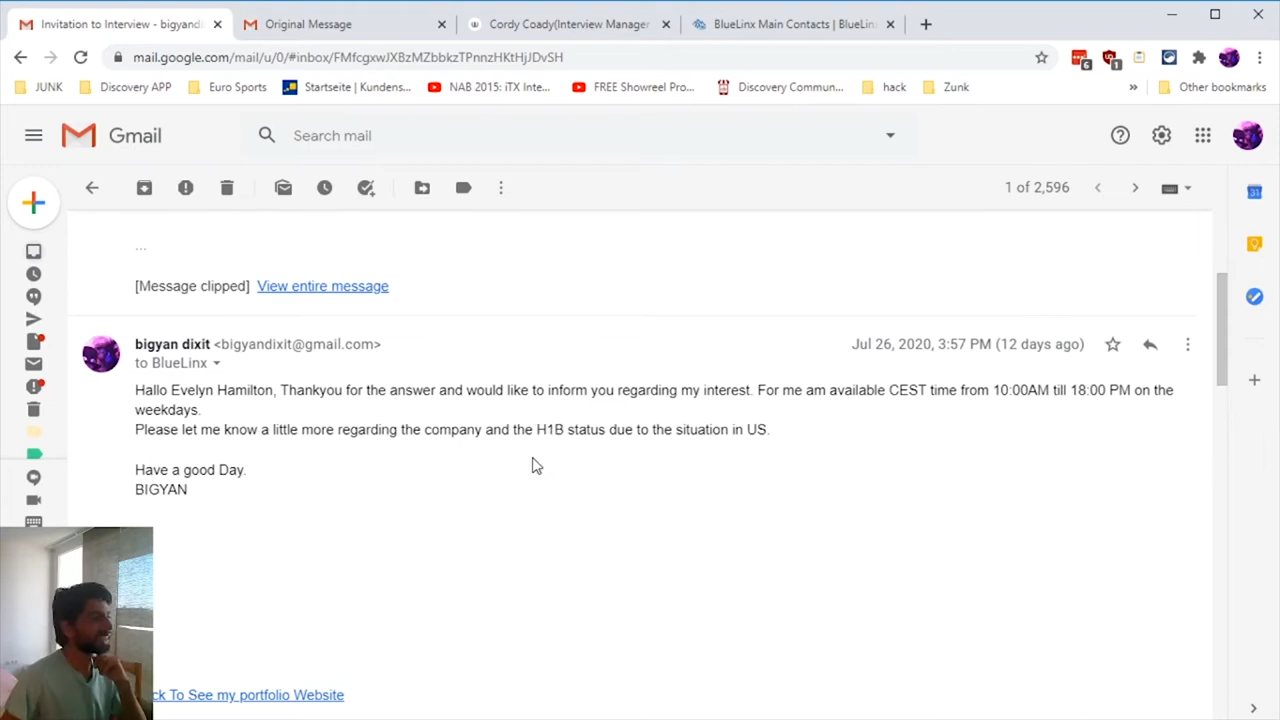 Invitation to Interview - bigyandi
Original Message
Cordy Coady(Interview Manager
BlueLinx Main Contacts | BlueLin
mail.google.com/mail/u/0/#inbox/FMfcgxwJXBzMZbbkzTPnnzHKtHjJDvSH
6
1
JUNK
Discovery APP
Euro Sports
Startseite | Kundens...
NAB 2015: iTX Inte...
FREE Showreel Pro...
Discovery Commun...
hack
Zunk
»
Other bookmarks
Gmail
Search mail
1 of 2,596
31
...
[Message clipped] View entire message
bigyan dixit <bigyandixit@gmail.com>
Jul 26, 2020, 3:57 PM (12 days ago)
to BlueLinx
Hallo Evelyn Hamilton, Thankyou for the answer and would like to inform you regarding my interest. For me am available CEST time from 10:00AM till 18:00 PM on the
weekdays.
Please let me know a little more regarding the company and the H1B status due to the situation in US.
Have a good Day.
BIGYAN
ck To See my portfolio Website